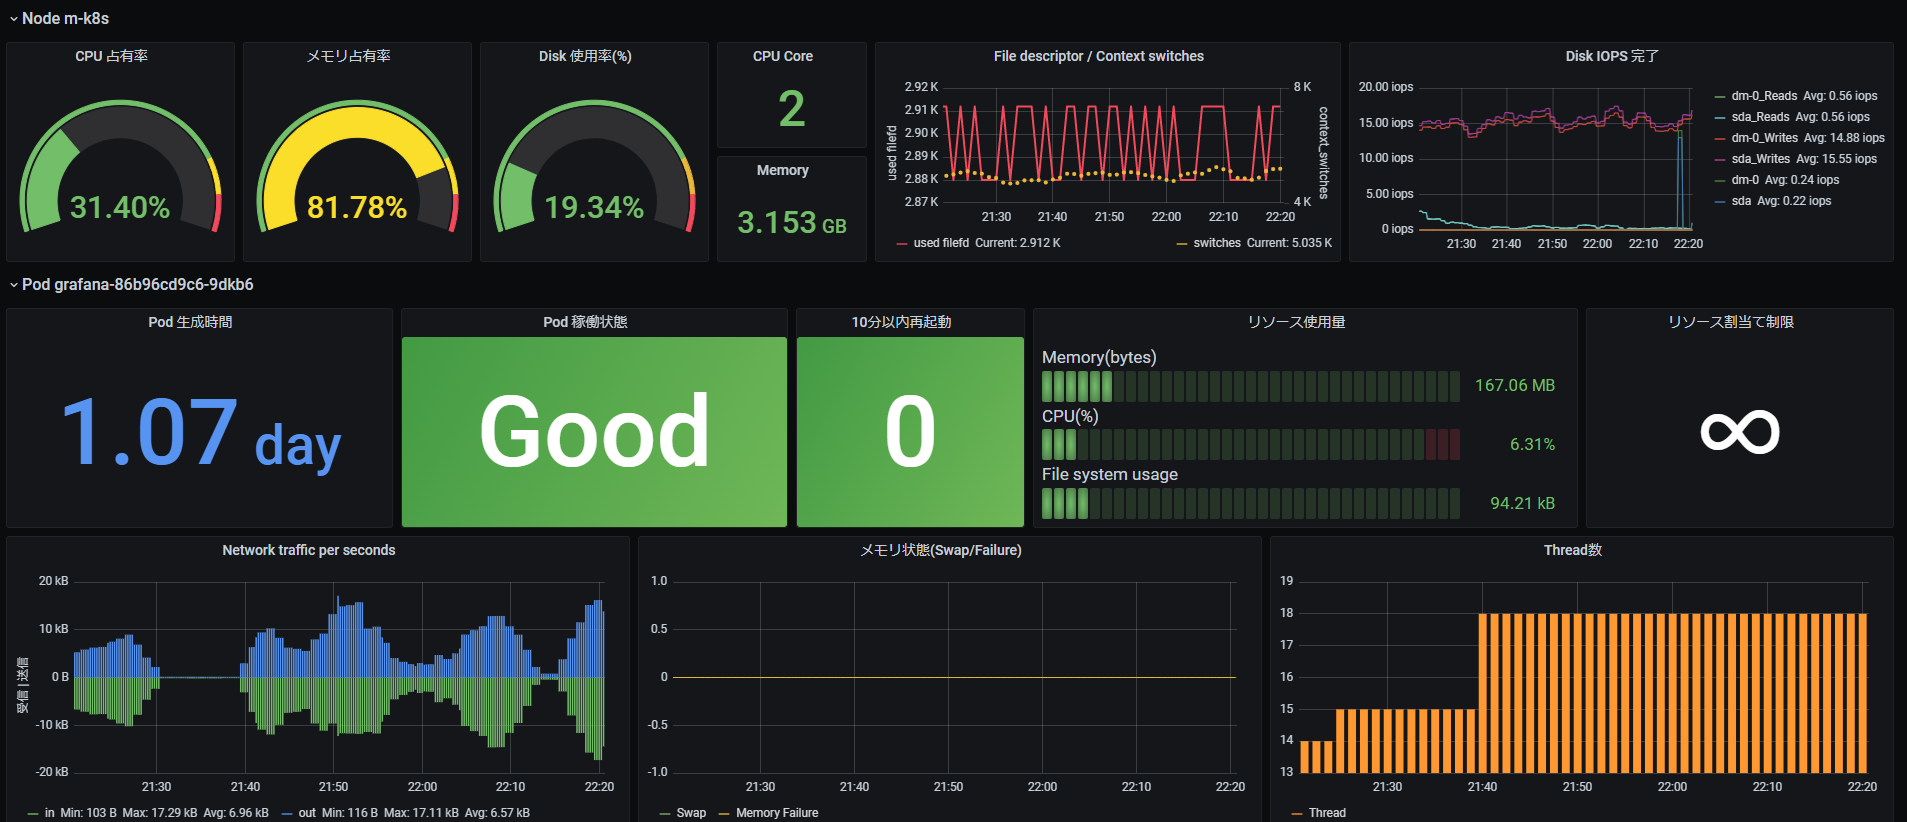 Node m-k8s
CPU 占有率
31.40%
メモリ占有率
81.78%
Disk 使用率(%)
19.34%
CPU Core
2
Memory
3.153 GB
File descriptor / Context switches
2.92 K
2.91 K
2.90 K
2.89 K
2.88 K
2.87 K
used filefd
8 K
4 K
context_switches
21:30 21:40 21:50 22:00 22:10 22:20
used filefd Current: 2.912 K
switches Current: 5.035 K
Disk IOPS 完了
20.00 iops
15.00 iops
10.00 iops
5.00 iops
0 iops
21:30 21:40 21:50 22:00 22:10 22:20
dm-0_Reads Avg: 0.56 iops
sda_Reads Avg: 0.56 iops
dm-0_Writes Avg: 14.88 iops
sda_Writes Avg: 15.55 iops
dm-0 Avg: 0.24 iops
sda Avg: 0.22 iops
Pod grafana-86b96cd9c6-9dkb6
Pod 生成時間
1.07 day
Pod 稼働状態
Good
10分以内再起動
0
リソース使用量
Memory(bytes)
167.06 MB
CPU(%)
6.31%
File system usage
94.21 kB
リソース割当て制限
∞
Network traffic per seconds
20 kB
10 kB
0 B
-10 kB
-20 kB
受信 | 送信
21:30 21:40 21:50 22:00 22:10 22:20
in Min: 103 B Max: 17.29 kB Avg: 6.96 kB
out Min: 116 B Max: 17.11 kB Avg: 6.57 kB
メモリ状態(Swap/Failure)
1.0
0.5
0
-0.5
-1.0
21:30 21:40 21:50 22:00 22:10 22:20
Swap
Memory Failure
Thread数
19
18
17
16
15
14
13
21:30 21:40 21:50 22:00 22:10 22:20
Thread